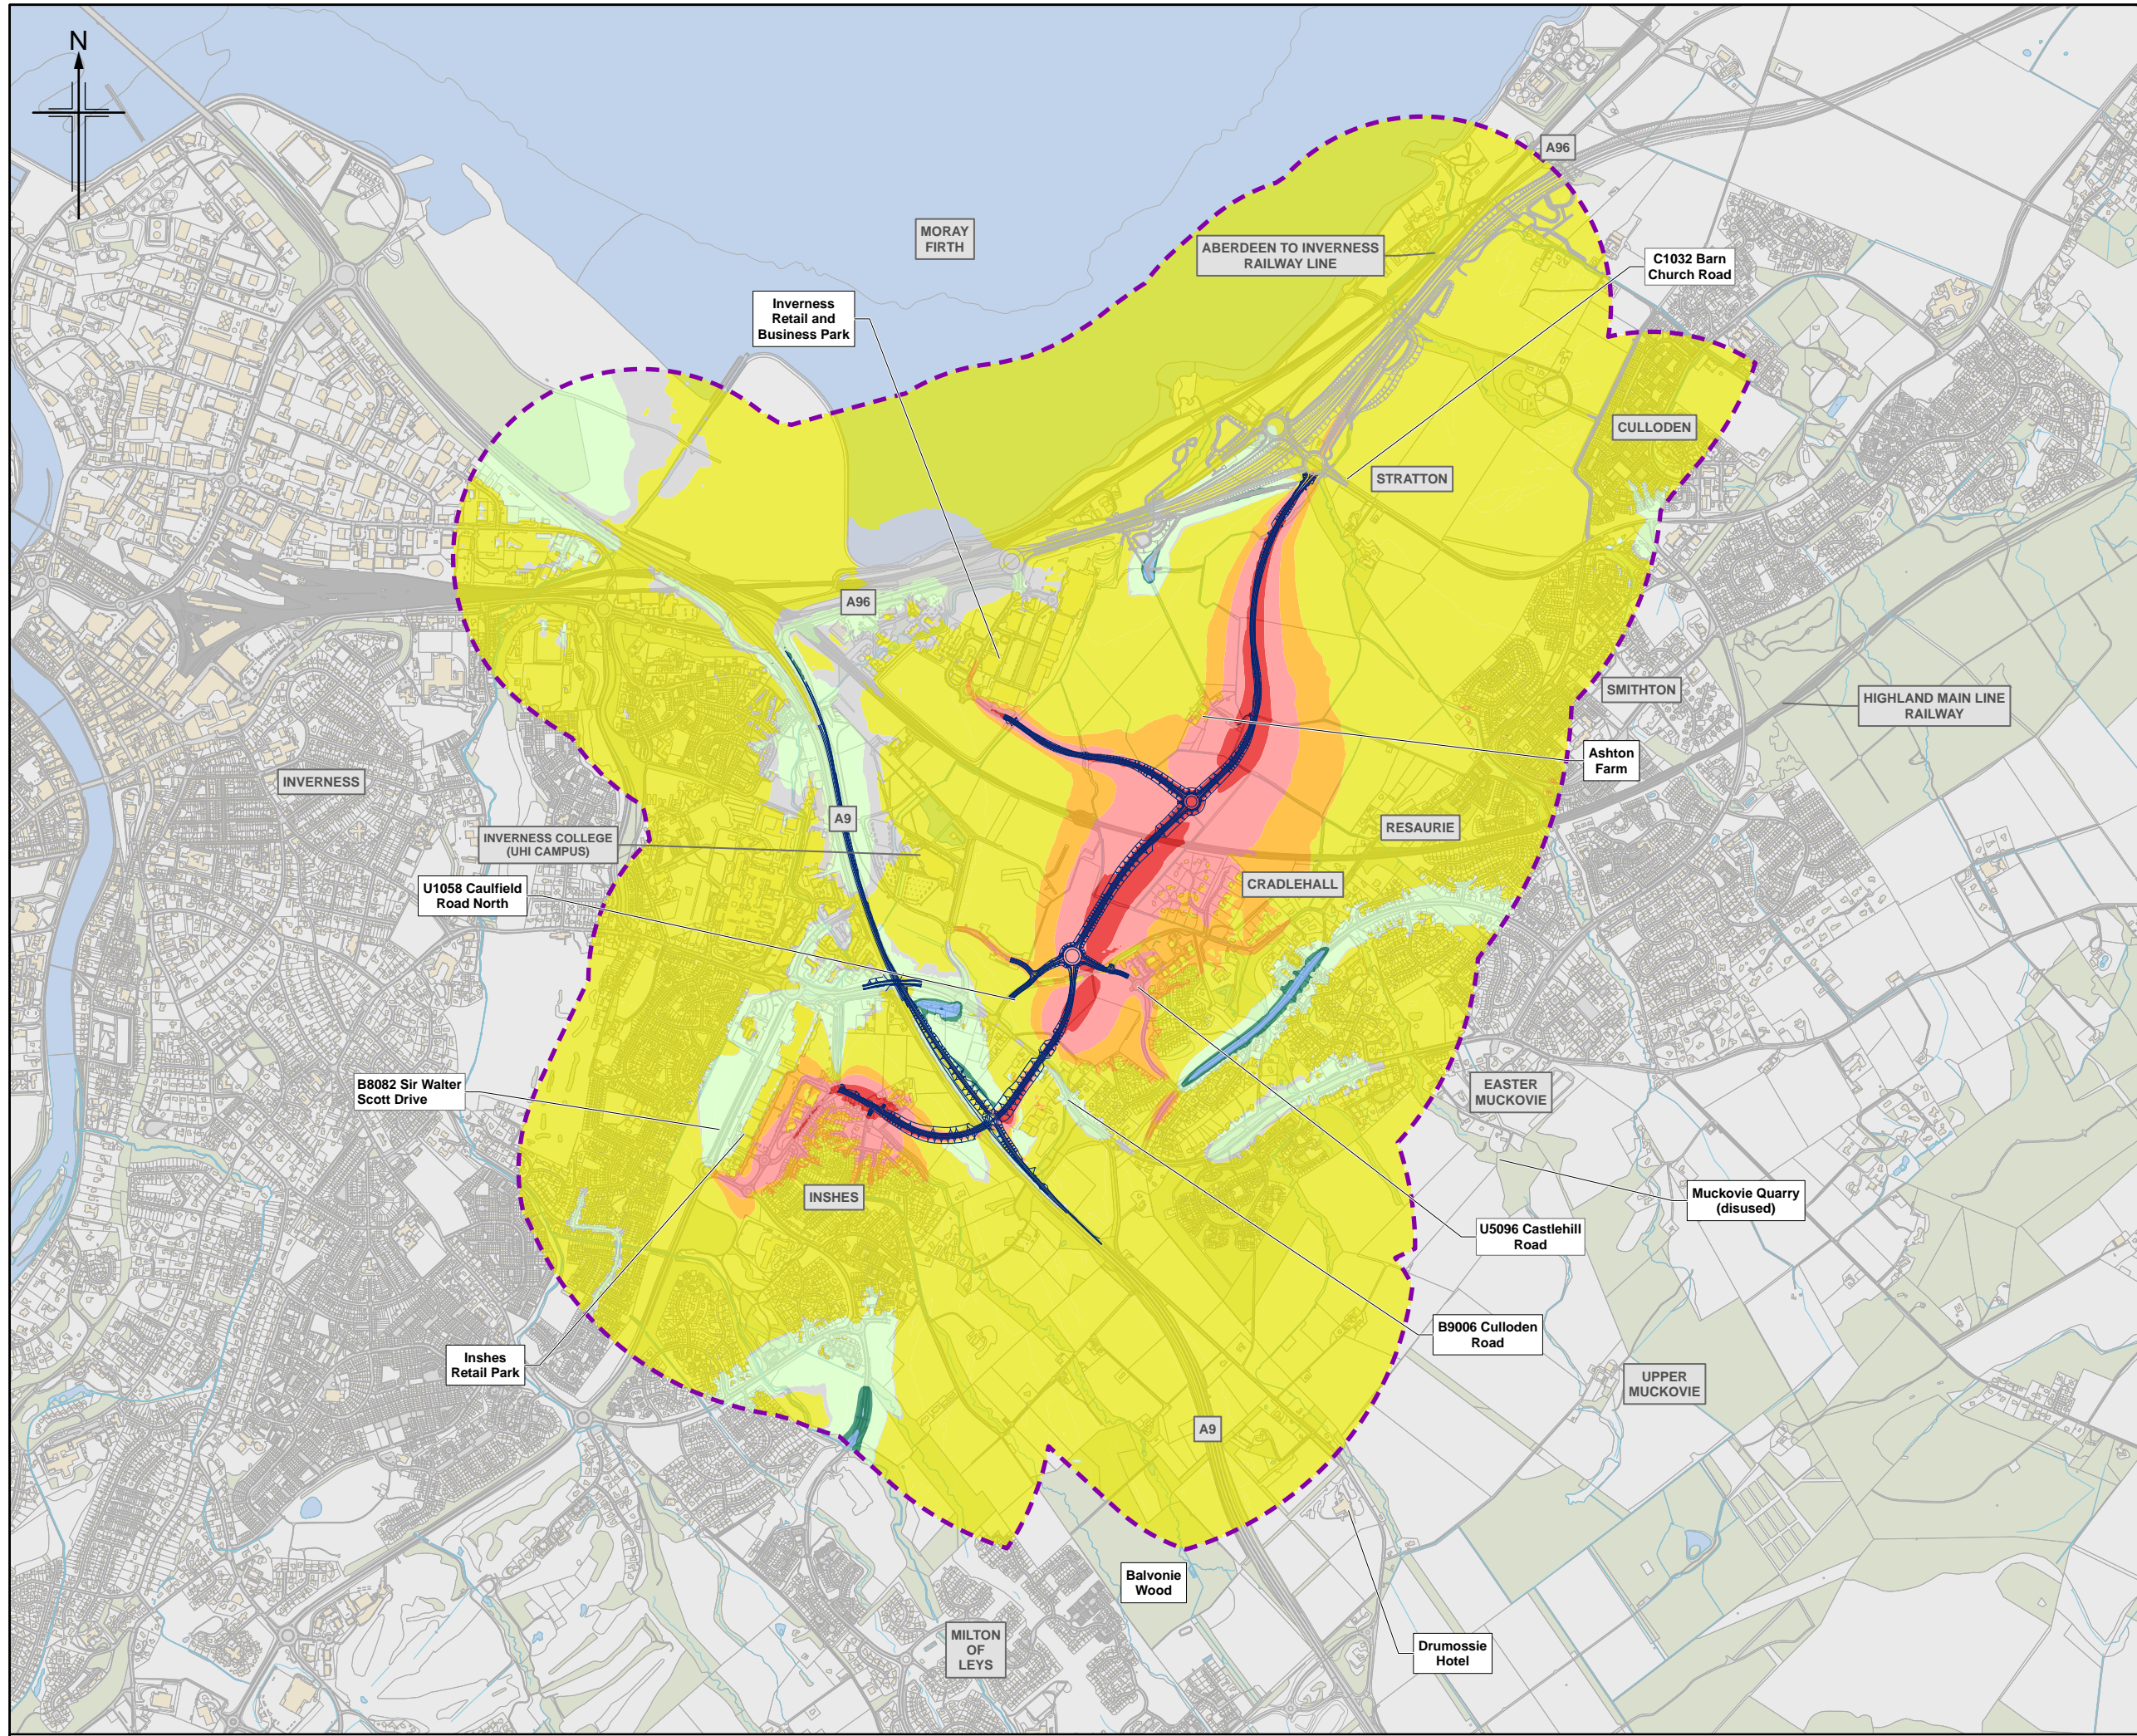 N
A96
MORAY
FIRTH
ABERDEEN TO INVERNESS
RAILWAY LINE
C1032 Barn
Church Road
Inverness
Retail and
Business Park
CULLODEN
STRATTON
A96
SMITHTON
HIGHLAND MAIN LINE
RAILWAY
Ashton
Farm
INVERNESS
A9
RESAURIE
INVERNESS COLLEGE
(UHI CAMPUS)
CRADLEHALL
U1058 Caulfield
Road North
B8082 Sir Walter
Scott Drive
EASTER
MUCKOVIE
INSHES
Muckovie Quarry
(disused)
U5096 Castlehill
Road
B9006 Culloden
Road
Inshes
Retail Park
UPPER
MUCKOVIE
A9
Balvonie
Wood
MILTON
OF
LEYS
Drumossie
Hotel